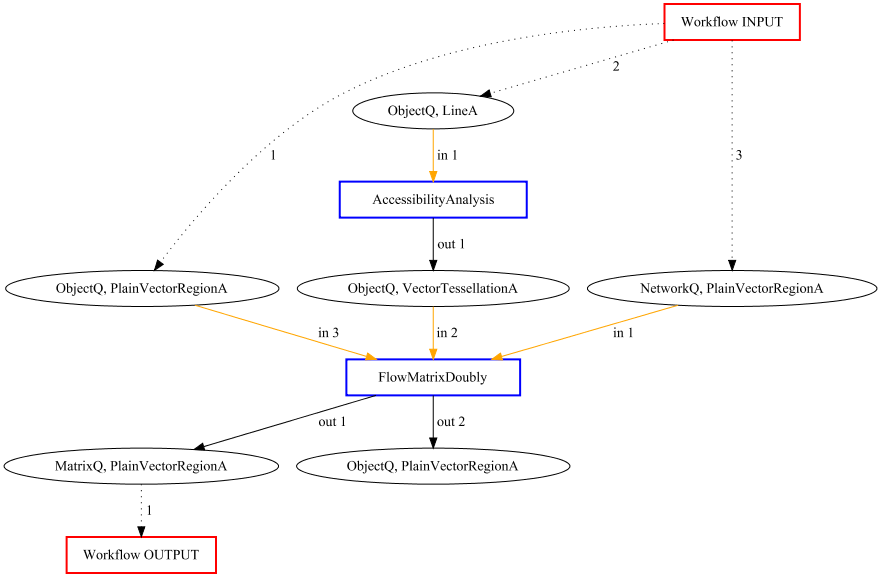 Workflow INPUT
2
ObjectQ, LineA
1
in 1
3
AccessibilityAnalysis
out 1
ObjectQ, PlainVectorRegionA
ObjectQ, VectorTessellationA
NetworkQ, PlainVectorRegionA
in 3
in 2
in 1
FlowMatrixDoubly
out 1
out 2
MatrixQ, PlainVectorRegionA
ObjectQ, PlainVectorRegionA
1
Workflow OUTPUT